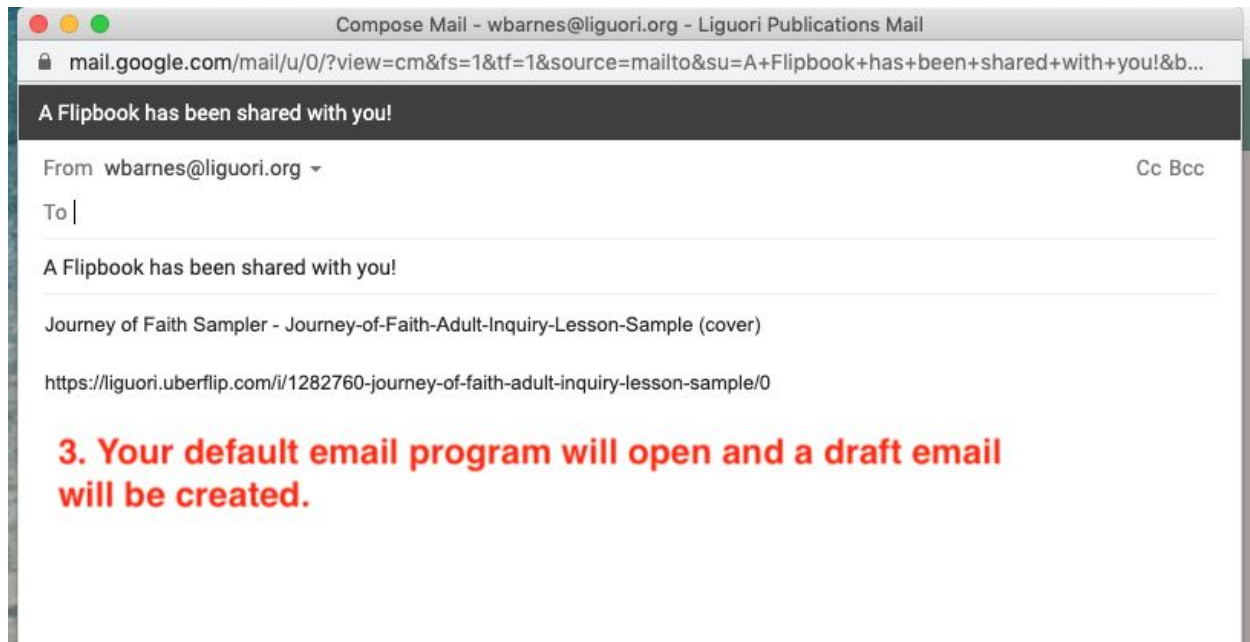 Compose Mail - wbarnes@liguori.org - Liguori Publications Mail
mail.google.com/mail/u/0/?view=cm&fs=1&tf=1&source=mailto&su=A+Flipbook+has+been+shared+with+you!&b...
A Flipbook has been shared with you!
From wbarnes@liguori.org Cc Bcc
To
A Flipbook has been shared with you!
Journey of Faith Sampler - Journey-of-Faith-Adult-Inquiry-Lesson-Sample (cover)
https://liguori.uberflip.com/i/1282760-journey-of-faith-adult-inquiry-lesson-sample/0
3. Your default email program will open and a draft email
will be created.